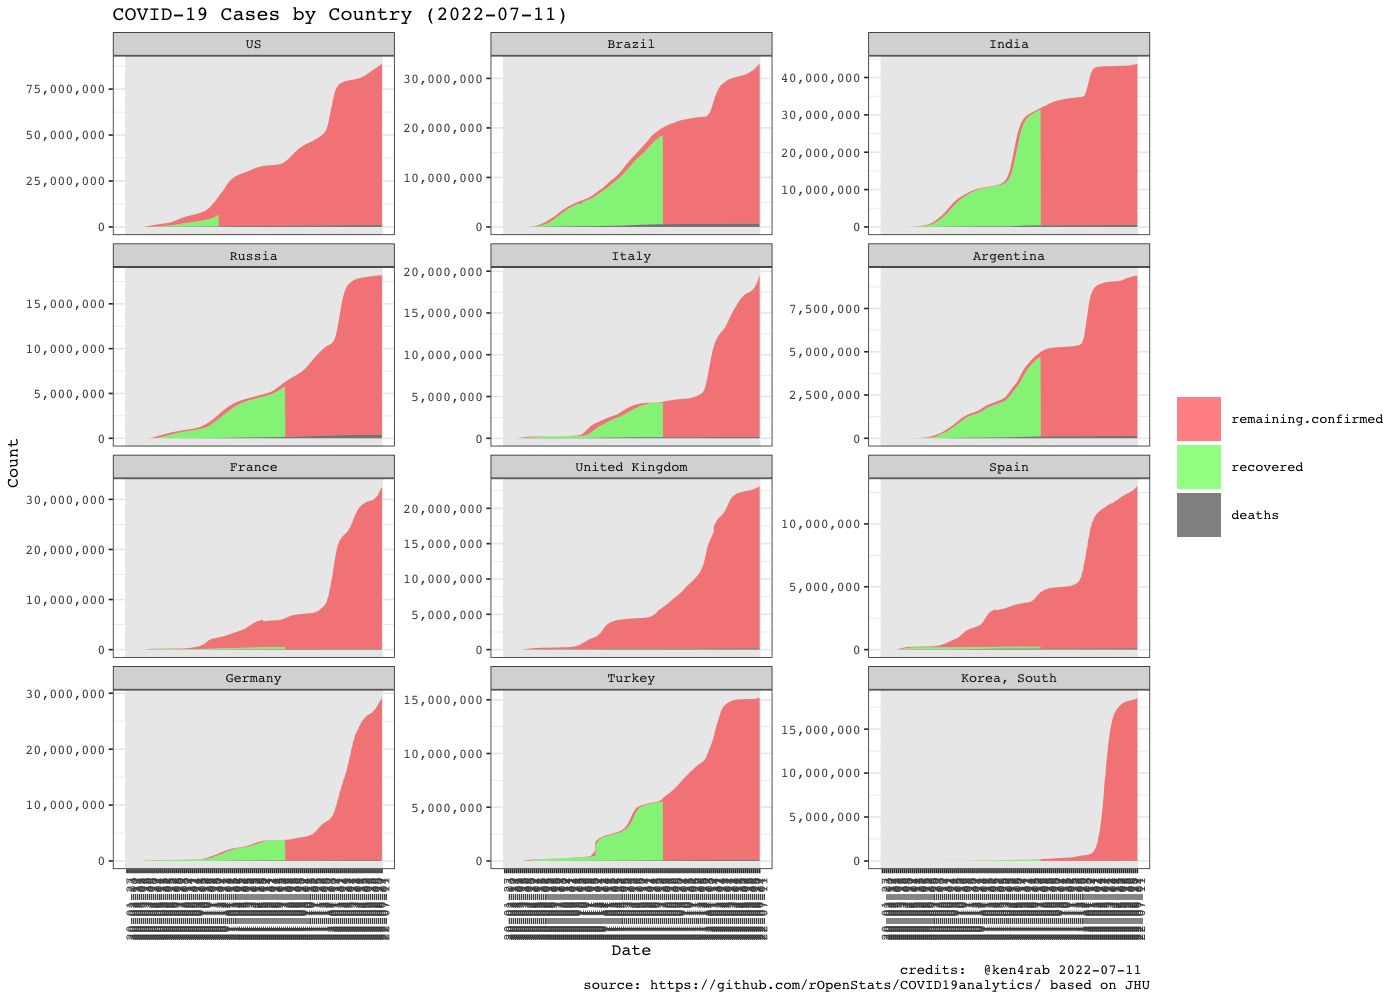 COVID-19 Cases by Country (2022-07-11)
US
Brazil
India
75,000,000
50,000,000
25,000,000
0
30,000,000
20,000,000
10,000,000
0
40,000,000
30,000,000
20,000,000
10,000,000
0
Russia
Italy
Argentina
15,000,000
10,000,000
5,000,000
0
20,000,000
15,000,000
10,000,000
5,000,000
0
7,500,000
5,000,000
2,500,000
0
France
United Kingdom
Spain
30,000,000
20,000,000
10,000,000
0
20,000,000
15,000,000
10,000,000
5,000,000
0
10,000,000
5,000,000
0
Germany
Turkey
Korea, South
30,000,000
20,000,000
10,000,000
0
15,000,000
10,000,000
5,000,000
0
15,000,000
10,000,000
5,000,000
0
Count
Date
remaining.confirmed
recovered
deaths
credits:  @ken4rab 2022-07-11
source: https://github.com/rOpenStats/COVID19analytics/ based on JHU